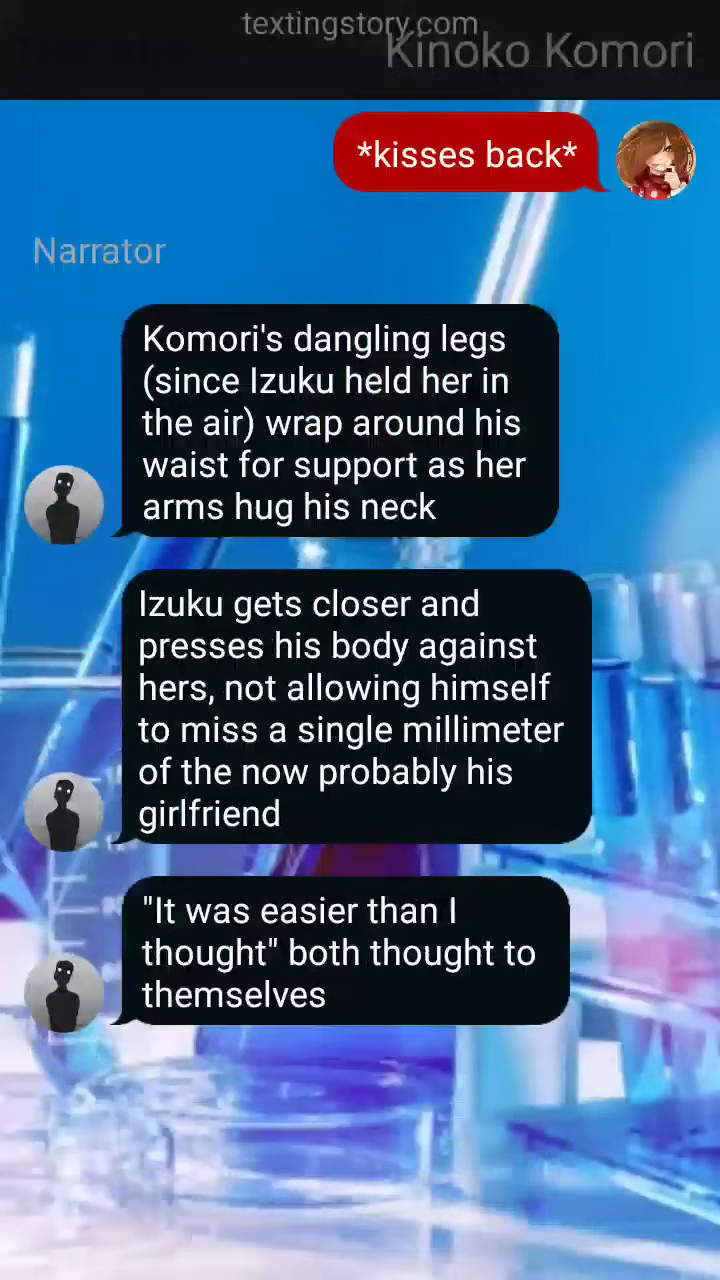 textingstory.com
Kinoko Komori
*kisses back*
Narrator
Komori's dangling legs
(since Izuku held her in
the air) wrap around his
waist for support as her
arms hug his neck
Izuku gets closer and
presses his body against
hers, not allowing himself
to miss a single millimeter
of the now probably his
girlfriend
"It was easier than I
thought" both thought to
themselves